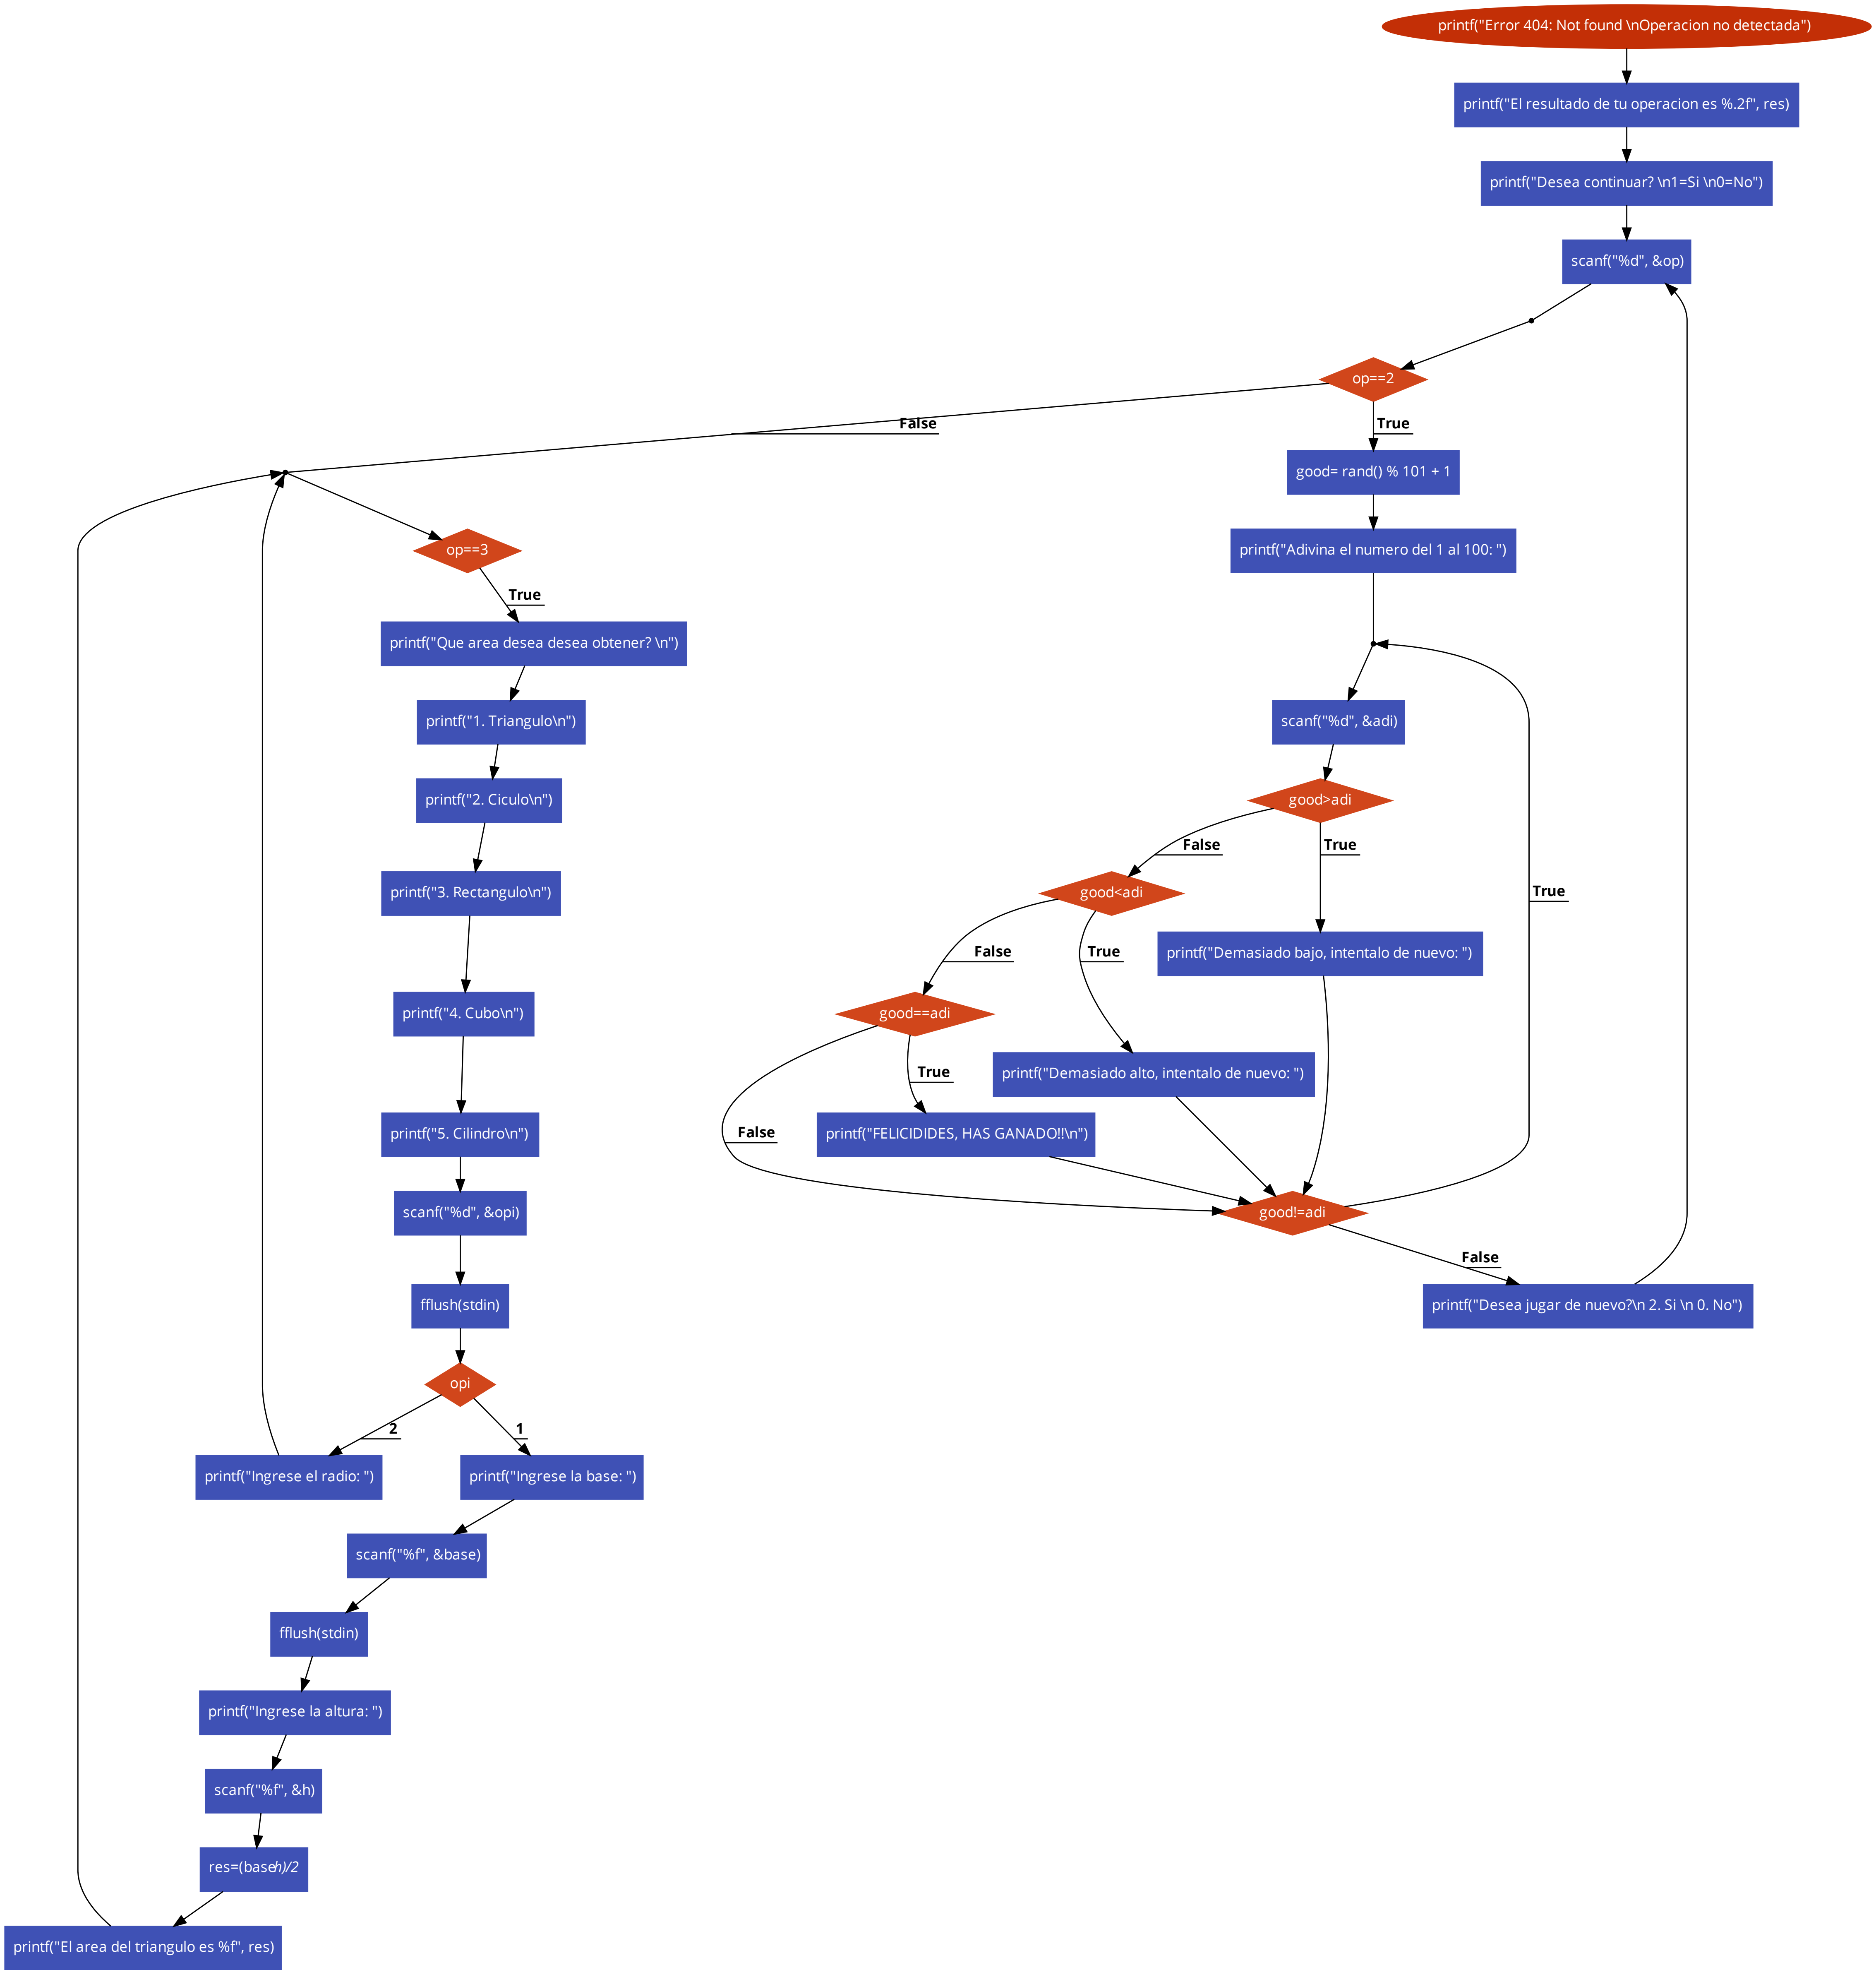 printf("Error 404: Not found \nOperacion no detectada")
printf("El resultado de tu operacion es %.2f", res)
printf("Desea continuar? \n1=Si \n0=No")
scanf("%d", &op)
op==2
False
True
good= rand() % 101 + 1
op==3
printf("Adivina el numero del 1 al 100: ")
True
printf("Que area desea desea obtener? \n")
printf("1. Triangulo\n")
scanf("%d", &adi)
printf("2. Ciculo\n")
good>adi
False
True
printf("3. Rectangulo\n")
good<adi
True
False
True
printf("Demasiado bajo, intentalo de nuevo: ")
printf("4. Cubo\n")
good==adi
True
printf("Demasiado alto, intentalo de nuevo: ")
printf("5. Cilindro\n")
False
printf("FELICIDIDES, HAS GANADO!!\n")
scanf("%d", &opi)
good!=adi
False
fflush(stdin)
printf("Desea jugar de nuevo?\n 2. Si \n 0. No")
opi
2
1
printf("Ingrese el radio: ")
printf("Ingrese la base: ")
scanf("%f", &base)
fflush(stdin)
printf("Ingrese la altura: ")
scanf("%f", &h)
res=(baseh)/2
printf("El area del triangulo es %f", res)